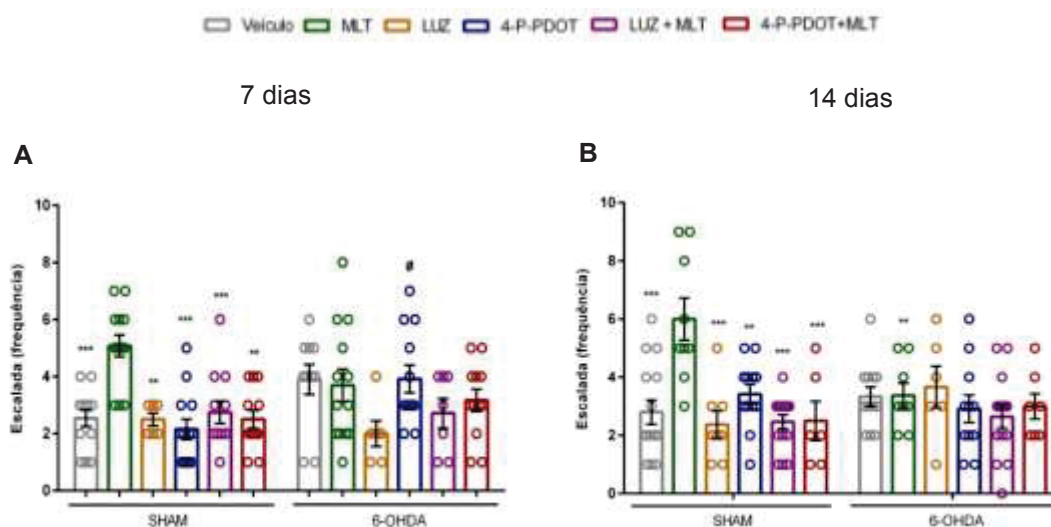 Veículo MLT LUZ 4-P-PDOT LUZ + MLT 4-P-PDOT+MLT
7 dias
14 dias
A
B
Escalada (frequência)
10
8
6
4
2
0
***
**
***
***
**
#
SHAM
6-OHDA
Escalada (frequência)
10
8
6
4
2
0
***
***
**
***
***
**
SHAM
6-OHDA